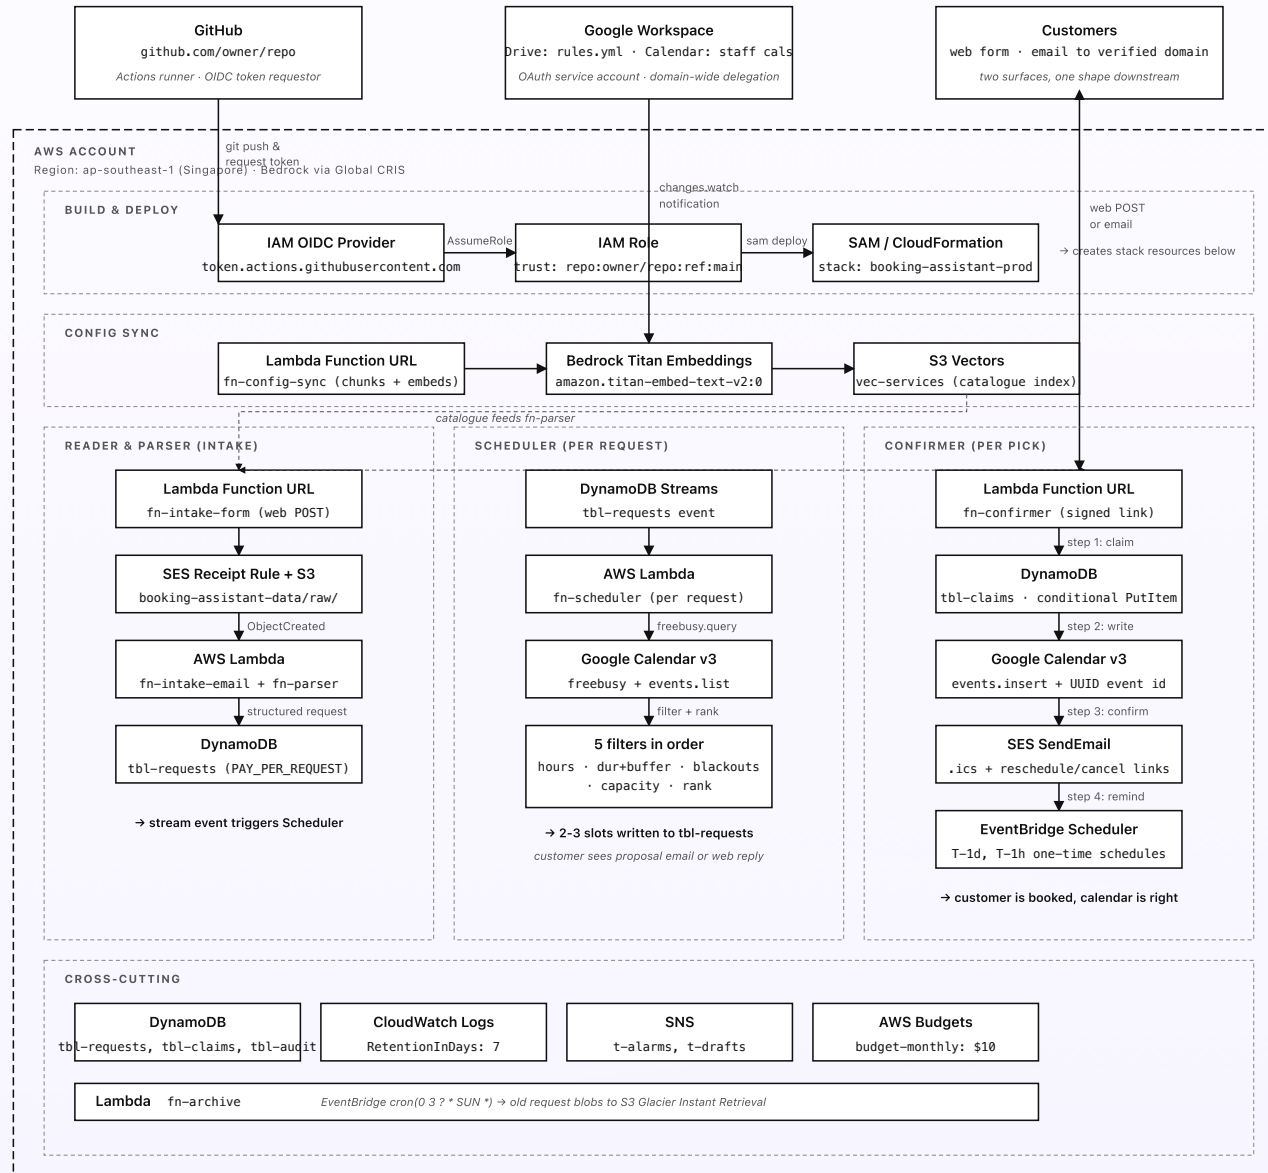 GitHub
github.com/owner/repo
Actions runner · OIDC token requestor
Google Workspace
Drive: rules.yml · Calendar: staff cals
OAuth service account · domain-wide delegation
Customers
web form · email to verified domain
two surfaces, one shape downstream
AWS ACCOUNT
Region: ap-southeast-1 (Singapore) · Bedrock via Global CRIS
git push &
request token
changes.watch
notification
web POST
or email
BUILD & DEPLOY
IAM OIDC Provider
token.actions.githubusercontent.com
AssumeRole
IAM Role
trust: repo:owner/repo:ref:main
sam deploy
SAM / CloudFormation
stack: booking-assistant-prod
→ creates stack resources below
CONFIG SYNC
Lambda Function URL
fn-config-sync (chunks + embeds)
Bedrock Titan Embeddings
amazon.titan-embed-text-v2:0
S3 Vectors
vec-services (catalogue index)
catalogue feeds fn-parser
READER & PARSER (INTAKE)
Lambda Function URL
fn-intake-form (web POST)
SES Receipt Rule + S3
booking-assistant-data/raw/
ObjectCreated
AWS Lambda
fn-intake-email + fn-parser
structured request
DynamoDB
tbl-requests (PAY_PER_REQUEST)
→ stream event triggers Scheduler
SCHEDULER (PER REQUEST)
DynamoDB Streams
tbl-requests event
AWS Lambda
fn-scheduler (per request)
freebusy.query
Google Calendar v3
freebusy + events.list
filter + rank
5 filters in order
hours · dur+buffer · blackouts
· capacity · rank
→ 2-3 slots written to tbl-requests
customer sees proposal email or web reply
CONFIRMER (PER PICK)
Lambda Function URL
fn-confirmer (signed link)
step 1: claim
DynamoDB
tbl-claims · conditional PutItem
step 2: write
Google Calendar v3
events.insert + UUID event id
step 3: confirm
SES SendEmail
.ics + reschedule/cancel links
step 4: remind
EventBridge Scheduler
T-1d, T-1h one-time schedules
→ customer is booked, calendar is right
CROSS-CUTTING
DynamoDB
tbl-requests, tbl-claims, tbl-audit
CloudWatch Logs
RetentionInDays: 7
SNS
t-alarms, t-drafts
AWS Budgets
budget-monthly: $10
Lambda fn-archive EventBridge cron(0 3 ? * SUN *) → old request blobs to S3 Glacier Instant Retrieval